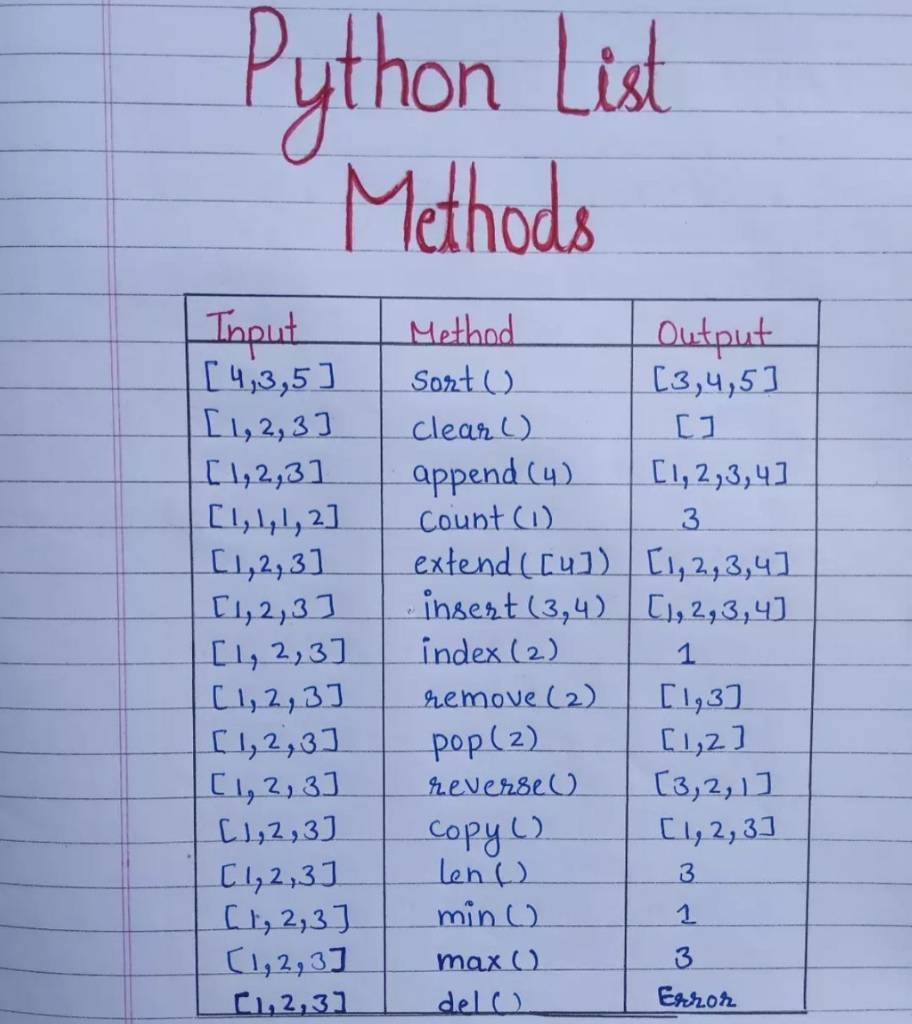 Python List
Methods
Input Method Output
[4,3,5] sort() [3,4,5]
[1,2,3] clear() []
[1,2,3] append(4) [1,2,3,4]
[1,1,1,2] count(1) 3
[1,2,3] extend([4]) [1,2,3,4]
[1,2,3] insert(3,4) [1,2,3,4]
[1,2,3] index(2) 1
[1,2,3] remove(2) [1,3]
[1,2,3] pop(2) [1,2]
[1,2,3] reverse() [3,2,1]
[1,2,3] copy() [1,2,3]
[1,2,3] len() 3
[1,2,3] min() 1
[1,2,3] max() 3
[1,2,3] del() Error